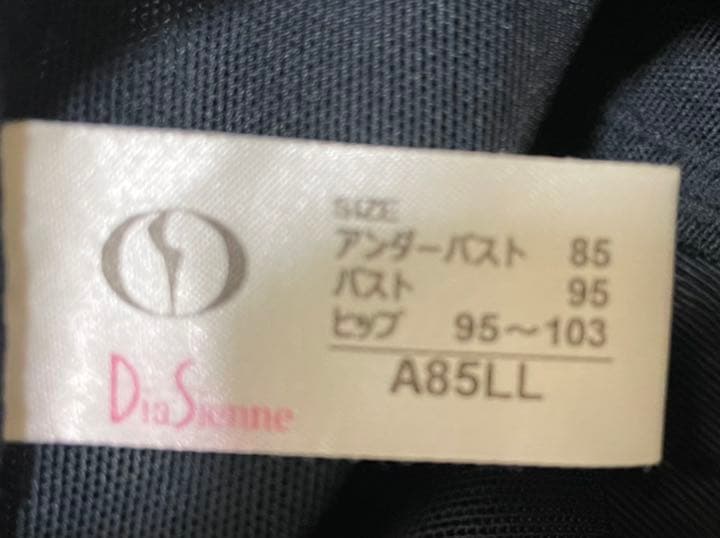 SIZE
アンダーバスト 85
バスト 95
ヒップ 95～103
A85LL
DiaSienne